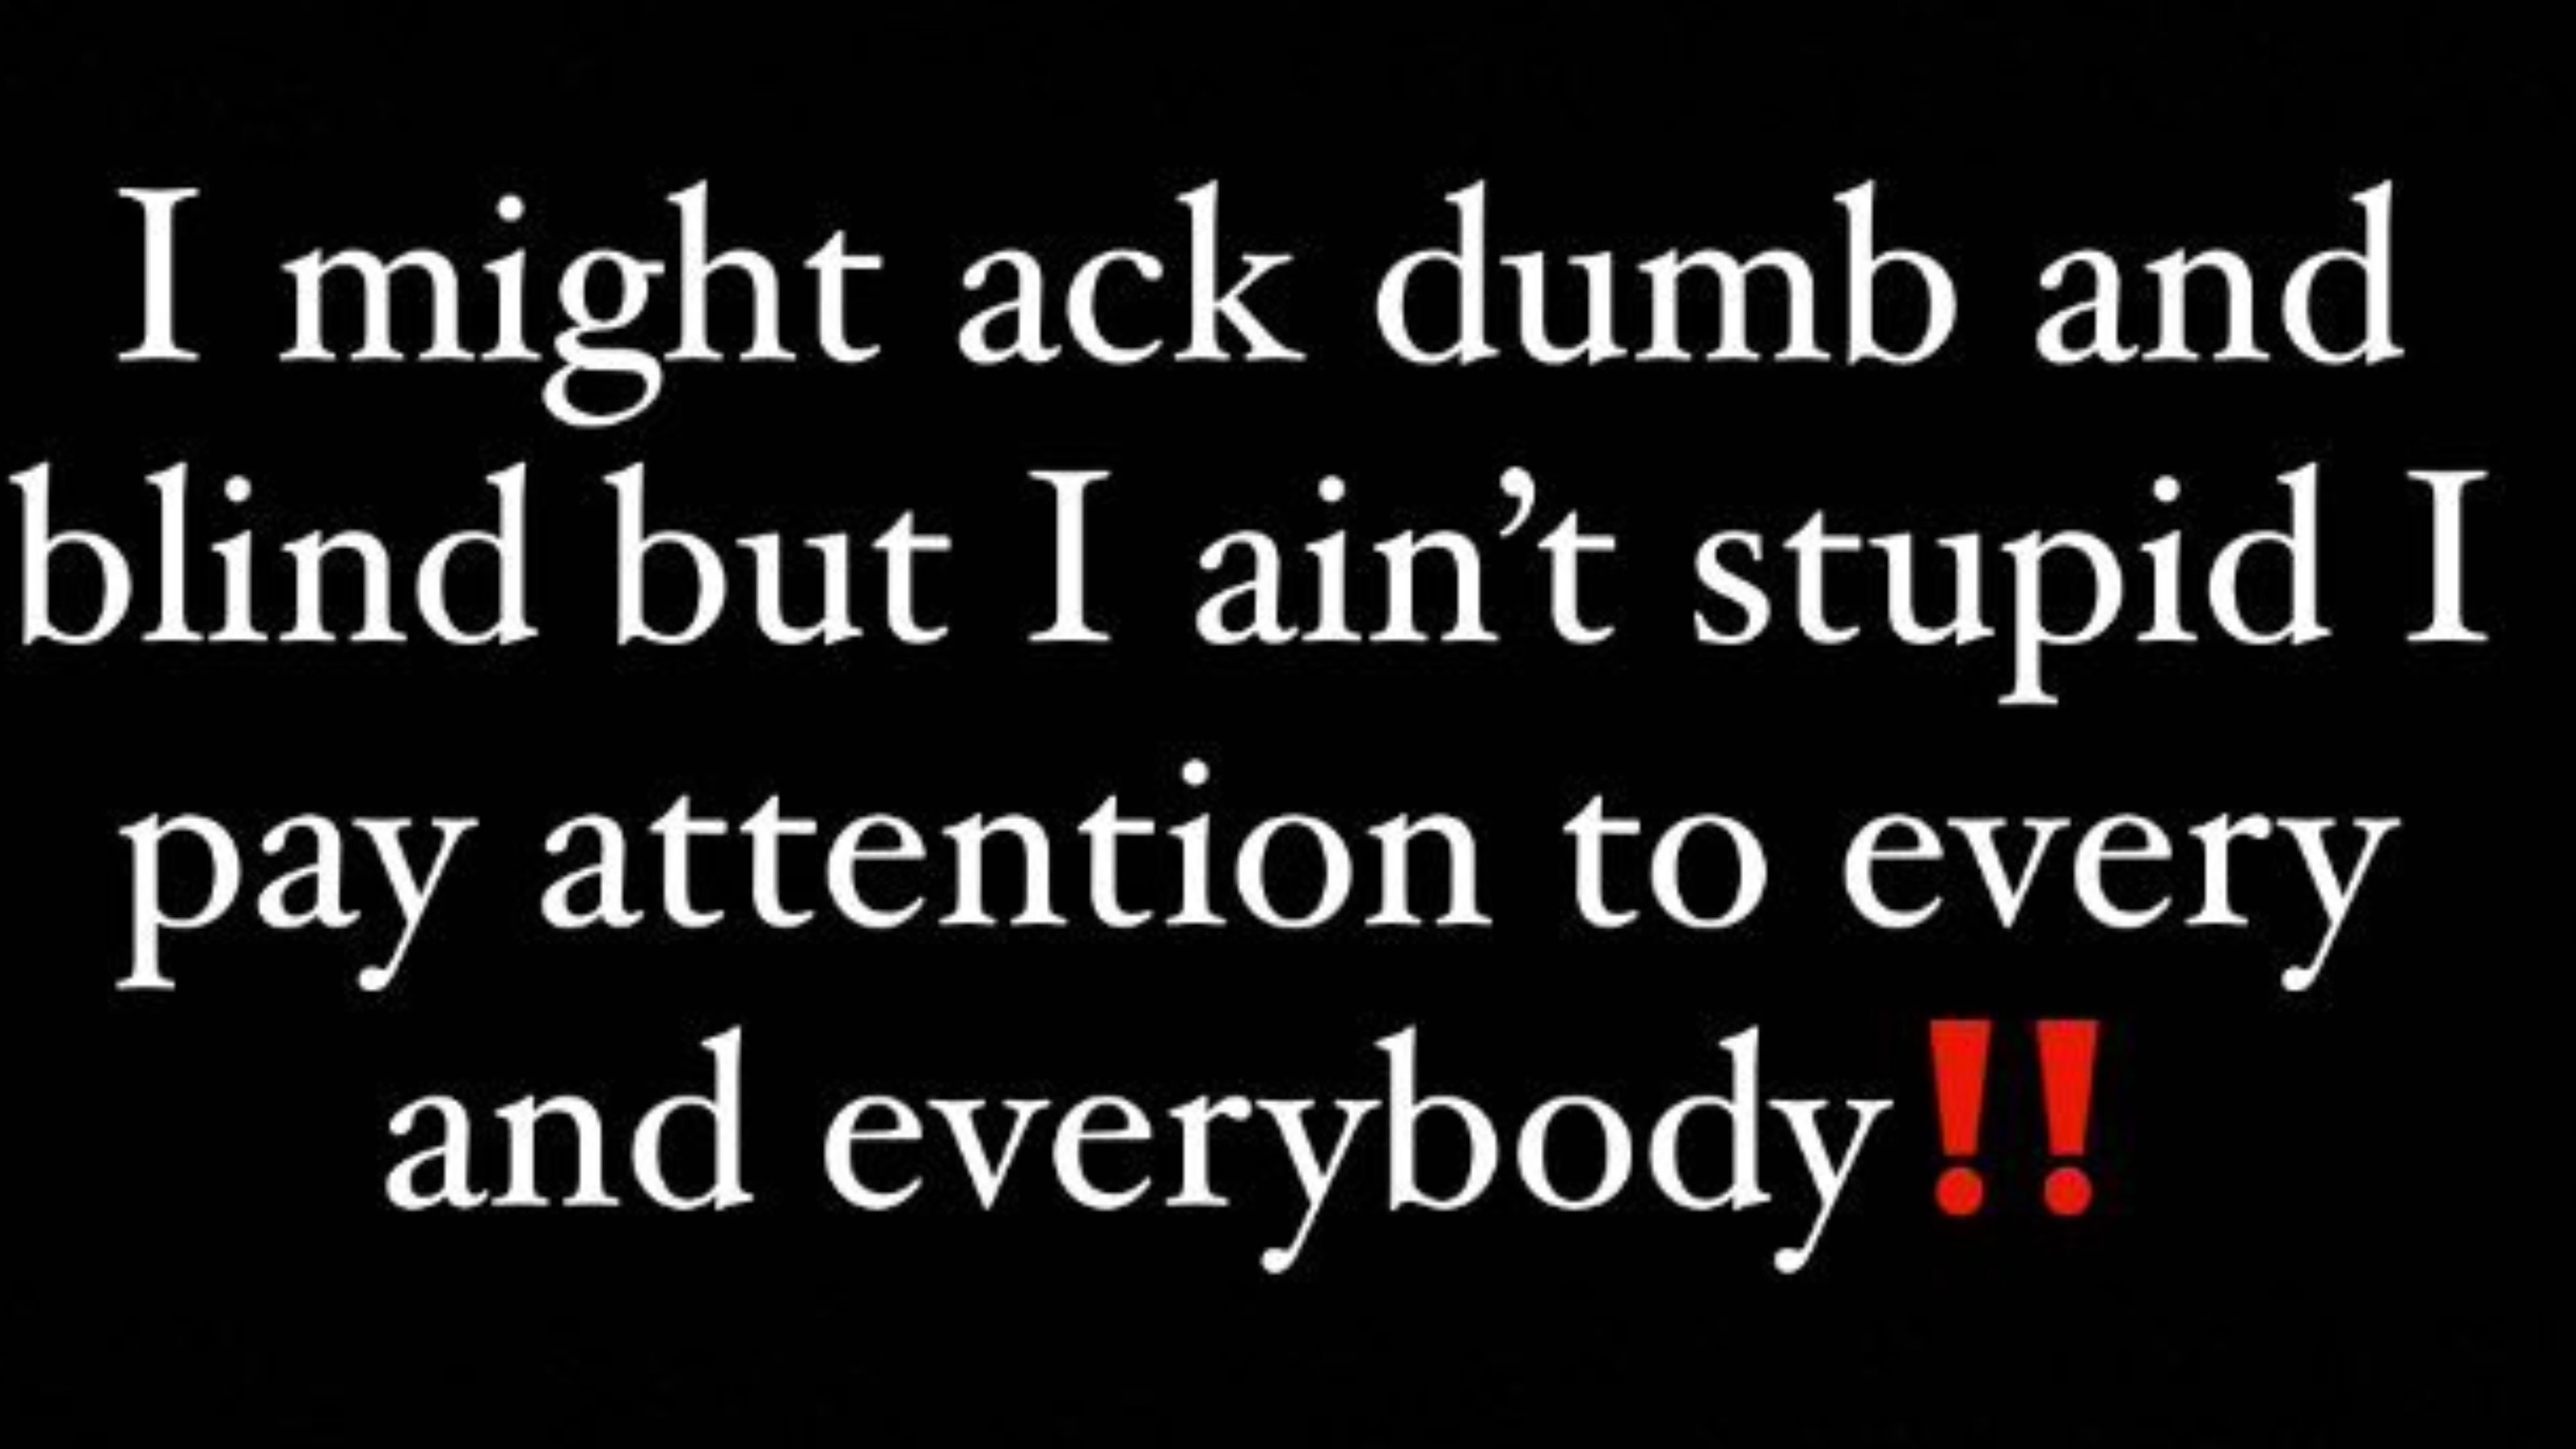 I might ack dumb and
blind but I ain’t stupid I
pay attention to every
and everybody‼️